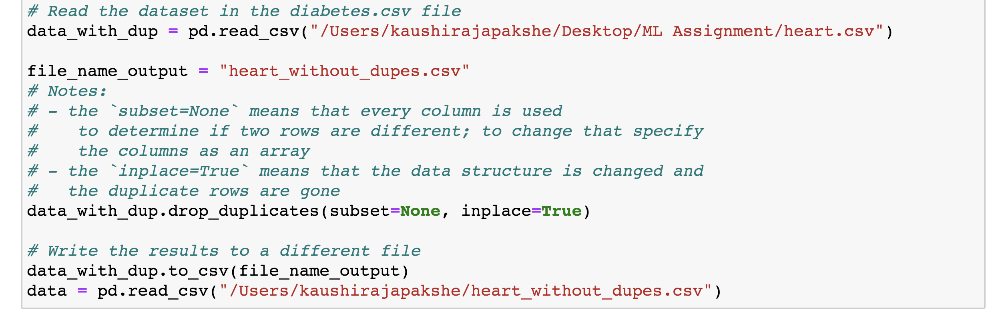 # Read the dataset in the diabetes.csv file
data_with_dup = pd.read_csv("/Users/kaushirajapakshe/Desktop/ML Assignment/heart.csv")
file_name_output = "heart_without_dupes.csv"
# Notes:
# - the `subset=None` means that every column is used
#    to determine if two rows are different; to change that specify
#    the columns as an array
# - the `inplace=True` means that the data structure is changed and
#   the duplicate rows are gone
data_with_dup.drop_duplicates(subset=None, inplace=True)
# Write the results to a different file
data_with_dup.to_csv(file_name_output)
data = pd.read_csv("/Users/kaushirajapakshe/heart_without_dupes.csv")